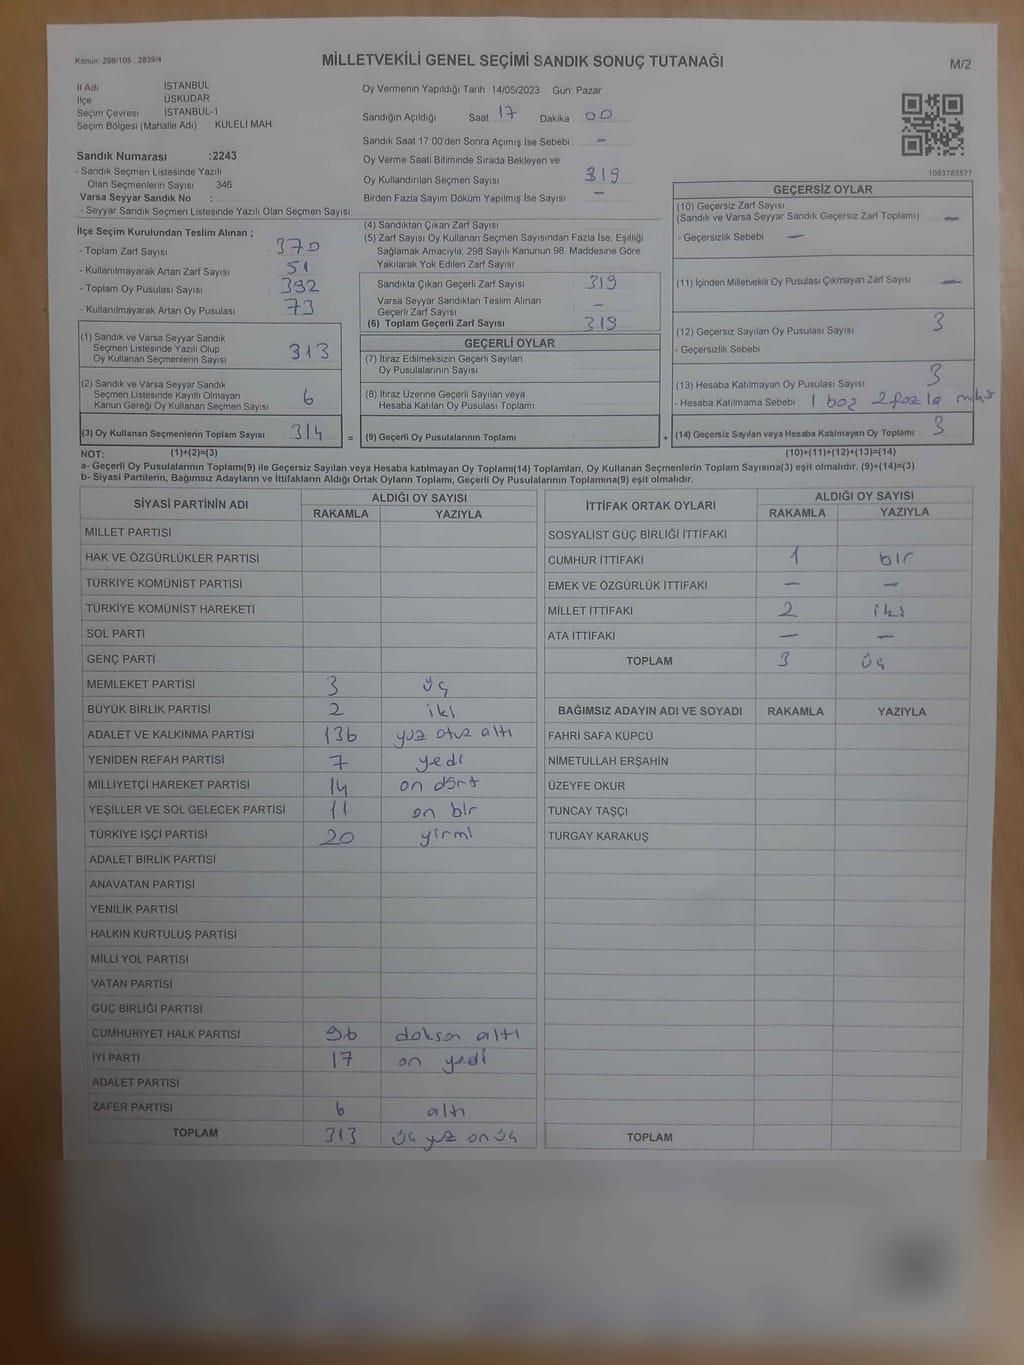 Kanun: 298/105 , 2839/4
MİLLETVEKİLİ GENEL SEÇİMİ SANDIK SONUÇ TUTANAĞI
M/2
İl Adı İSTANBUL
İlçe ÜSKÜDAR
Seçim Çevresi İSTANBUL-1
Seçim Bölgesi (Mahalle Adı) : KULELİ MAH.
Sandık Numarası :2243
- Sandık Seçmen Listesinde Yazılı
Olan Seçmenlerin Sayısı 346
Varsa Seyyar Sandık No :
- Seyyar Sandık Seçmen Listesinde Yazılı Olan Seçmen Sayısı:
Oy Vermenin Yapıldığı Tarih : 14/05/2023 Gün: Pazar
Sandığın Açıldığı Saat 17 Dakika 00
Sandık Saat 17:00'den Sonra Açımış İse Sebebi: —
Oy Verme Saati Bitiminde Sırada Bekleyen ve
Oy Kullandırılan Seçmen Sayısı 319
Birden Fazla Sayım Döküm Yapılmış İse Sayısı —
1083783577
İlçe Seçim Kurulundan Teslim Alınan ;
- Toplam Zarf Sayısı : 370
- Kullanılmayarak Artan Zarf Sayısı : 51
- Toplam Oy Pusulası Sayısı : 392
- Kullanılmayarak Artan Oy Pusulası : 73
(1) Sandık ve Varsa Seyyar Sandık
Seçmen Listesinde Yazılı Olup
Oy Kullanan Seçmenlerin Sayısı 313
(2) Sandık ve Varsa Seyyar Sandık
Seçmen Listesinde Kayıtlı Olmayan
Kanun Gereği Oy Kullanan Seçmen Sayısı 6
(3) Oy Kullanan Seçmenlerin Toplam Sayısı 314
(4) Sandıktan Çıkan Zarf Sayısı
(5) Zarf Sayısı Oy Kullanan Seçmen Sayısından Fazla İse, Eşitliği
Sağlamak Amacıyla, 298 Sayılı Kanunun 98. Maddesine Göre
Yakılarak Yok Edilen Zarf Sayısı
Sandıkta Çıkan Geçerli Zarf Sayısı : 319
Varsa Seyyar Sandıktan Teslim Alınan
Geçerli Zarf Sayısı : —
(6) Toplam Geçerli Zarf Sayısı : 319
GEÇERLİ OYLAR
(7) İtiraz Edilmeksizin Geçerli Sayılan
Oy Pusulalarının Sayısı
(8) İtiraz Üzerine Geçerli Sayılan veya
Hesaba Katılan Oy Pusulası Toplamı
= (9) Geçerli Oy Pusulalarının Toplamı +
GEÇERSİZ OYLAR
(10) Geçersiz Zarf Sayısı
(Sandık ve Varsa Seyyar Sandık Geçersiz Zarf Toplamı) : —
- Geçersizlik Sebebi : —
(11) İçinden Milletvekili Oy Pusulası Çıkmayan Zarf Sayısı : —
(12) Geçersiz Sayılan Oy Pusulası Sayısı : 3
- Geçersizlik Sebebi
(13) Hesaba Katılmayan Oy Pusulası Sayısı : 3
- Hesaba Katılmama Sebebi : 1 boş 2 fazla
(14) Geçersiz Sayılan veya Hesaba Katılmayan Oy Toplamı : 3
NOT: (1)+(2)=(3) (10)+(11)+(12)+(13)=(14)
a- Geçerli Oy Pusulalarının Toplamı(9) ile Geçersiz Sayılan veya Hesaba katılmayan Oy Toplamı(14) Toplamları, Oy Kullanan Seçmenlerin Toplam Sayısına(3) eşit olmalıdır. (9)+(14)=(3)
b- Siyasi Partilerin, Bağımsız Adayların ve İttifakların Aldığı Ortak Oyların Toplamı, Geçerli Oy Pusulalarının Toplamına(9) eşit olmalıdır.
SİYASİ PARTİNİN ADI ALDIĞI OY SAYISI
RAKAMLA YAZIYLA
MİLLET PARTİSİ
HAK VE ÖZGÜRLÜKLER PARTİSİ
TÜRKİYE KOMÜNİST PARTİSİ
TÜRKİYE KOMÜNİST HAREKETİ
SOL PARTİ
GENÇ PARTİ
MEMLEKET PARTİSİ 3 üç
BÜYÜK BİRLİK PARTİSİ 2 iki
ADALET VE KALKINMA PARTİSİ 136 yüz otuz altı
YENİDEN REFAH PARTİSİ 7 yedi
MİLLİYETÇİ HAREKET PARTİSİ 14 on dört
YEŞİLLER VE SOL GELECEK PARTİSİ 11 on bir
TÜRKİYE İŞÇİ PARTİSİ 20 yirmi
ADALET BİRLİK PARTİSİ
ANAVATAN PARTİSİ
YENİLİK PARTİSİ
HALKIN KURTULUŞ PARTİSİ
MİLLİ YOL PARTİSİ
VATAN PARTİSİ
GÜÇ BİRLİĞİ PARTİSİ
CUMHURİYET HALK PARTİSİ 96 doksan altı
İYİ PARTİ 17 on yedi
ADALET PARTİSİ
ZAFER PARTİSİ 6 altı
TOPLAM 313 üç yüz on üç
İTTİFAK ORTAK OYLARI ALDIĞI OY SAYISI
RAKAMLA YAZIYLA
SOSYALİST GÜÇ BİRLİĞİ İTTİFAKI
CUMHUR İTTİFAKI 1 bir
EMEK VE ÖZGÜRLÜK İTTİFAKI — —
MİLLET İTTİFAKI 2 iki
ATA İTTİFAKI — —
TOPLAM 3 üç
BAĞIMSIZ ADAYIN ADI VE SOYADI RAKAMLA YAZIYLA
FAHRİ SAFA KÜPCÜ
NİMETULLAH ERŞAHİN
ÜZEYFE OKUR
TUNCAY TAŞÇI
TURGAY KARAKUŞ
TOPLAM